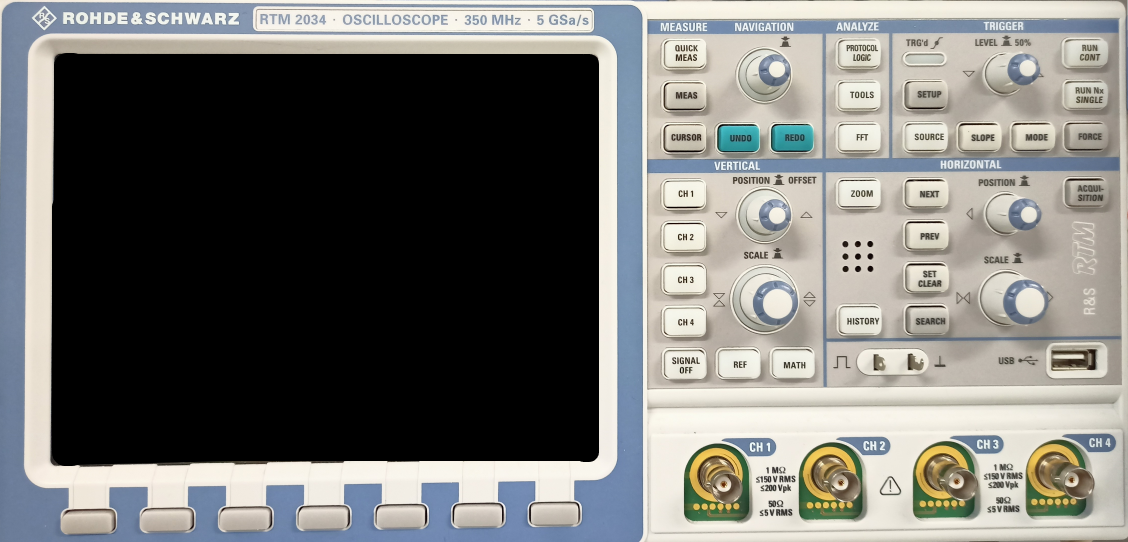 ROHDE & SCHWARZ
RTM 2034 · OSCILLOSCOPE · 350 MHz · 5 GSa/s
MEASURE
NAVIGATION
ANALYZE
TRIGGER
QUICK
MEAS
PROTOCOL
LOGIC
TRG'd
LEVEL 50%
RUN
CONT
MEAS
TOOLS
SETUP
RUN Nx
SINGLE
CURSOR
UNDO
REDO
FFT
SOURCE
SLOPE
MODE
FORCE
VERTICAL
HORIZONTAL
CH 1
POSITION OFFSET
ZOOM
NEXT
POSITION
ACQUI-
SITION
CH 2
PREV
CH 3
SCALE
SET
CLEAR
SCALE
R&S RTM
CH 4
HISTORY
SEARCH
SIGNAL
OFF
REF
MATH
USB
CH 1
CH 2
CH 3
CH 4
1 MΩ
≤150 V RMS
≤200 Vpk
50Ω
≤5 V RMS
1 MΩ
≤150 V RMS
≤200 Vpk
50Ω
≤5 V RMS